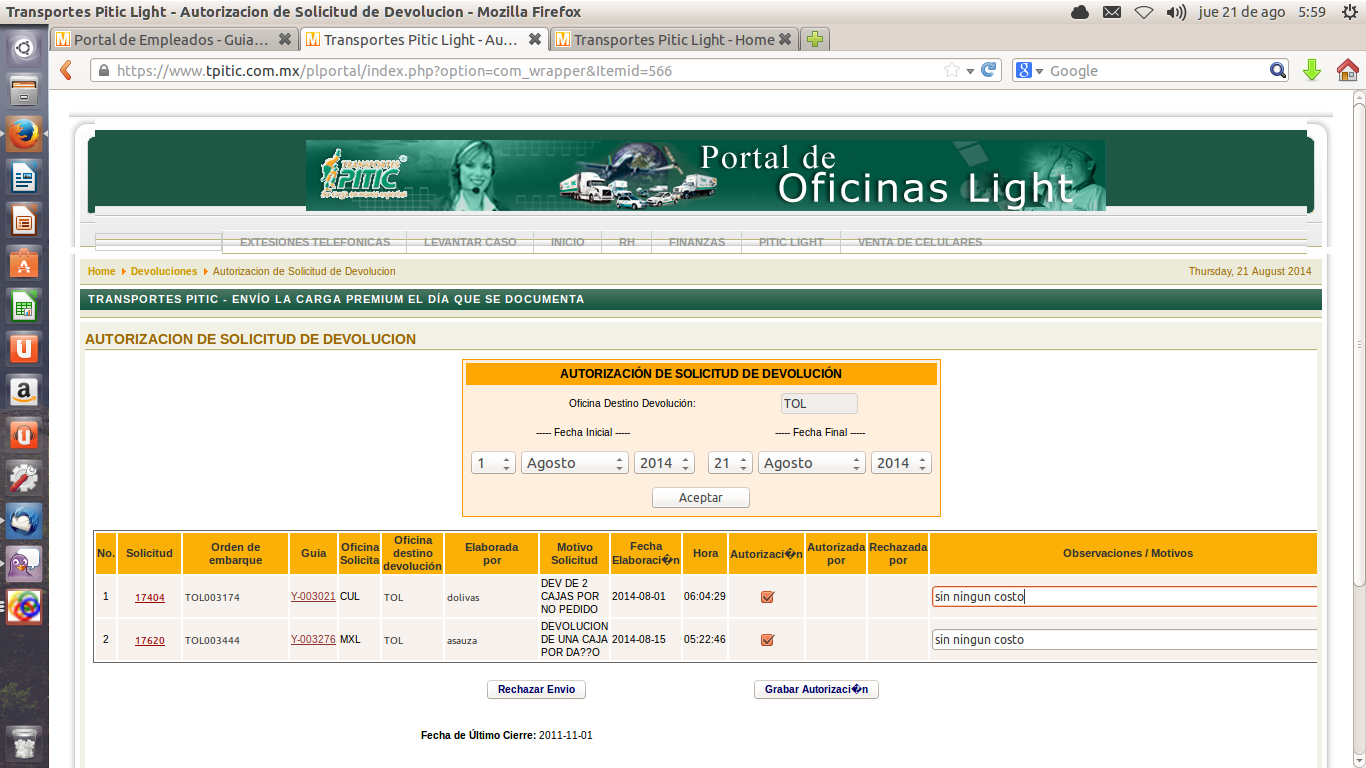 Transportes Pitic Light - Autorizacion de Solicitud de Devolucion - Mozilla Firefox
jue 21 de ago 5:59
Portal de Empleados - Guia...
Transportes Pitic Light - Au...
Transportes Pitic Light - Home
https://www.tpitic.com.mx/plportal/index.php?option=com_wrapper&Itemid=566
Google
TRANSPORTES
PITIC
Portal de
Oficinas Light
EXTESIONES TELEFONICAS LEVANTAR CASO INICIO RH FINANZAS PITIC LIGHT VENTA DE CELULARES
Home Devoluciones Autorizacion de Solicitud de Devolucion
Thursday, 21 August 2014
TRANSPORTES PITIC - ENVÍO LA CARGA PREMIUM EL DÍA QUE SE DOCUMENTA
AUTORIZACION DE SOLICITUD DE DEVOLUCION
AUTORIZACIÓN DE SOLICITUD DE DEVOLUCIÓN
Oficina Destino Devolución: TOL
----- Fecha Inicial ----- ----- Fecha Final -----
1 Agosto 2014 21 Agosto 2014
Aceptar
No. Solicitud Orden de embarque Guia Oficina Solicita Oficina destino devolución Elaborada por Motivo Solicitud Fecha Elaboraci�n Hora Autorizaci�n Autorizada por Rechazada por Observaciones / Motivos
1 17404 TOL003174 Y-003021 CUL TOL dolivas DEV DE 2 CAJAS POR NO PEDIDO 2014-08-01 06:04:29 sin ningun costo
2 17620 TOL003444 Y-003276 MXL TOL asauza DEVOLUCION DE UNA CAJA POR DA??O 2014-08-15 05:22:46 sin ningun costo
Rechazar Envio Grabar Autorizaci�n
Fecha de Último Cierre: 2011-11-01